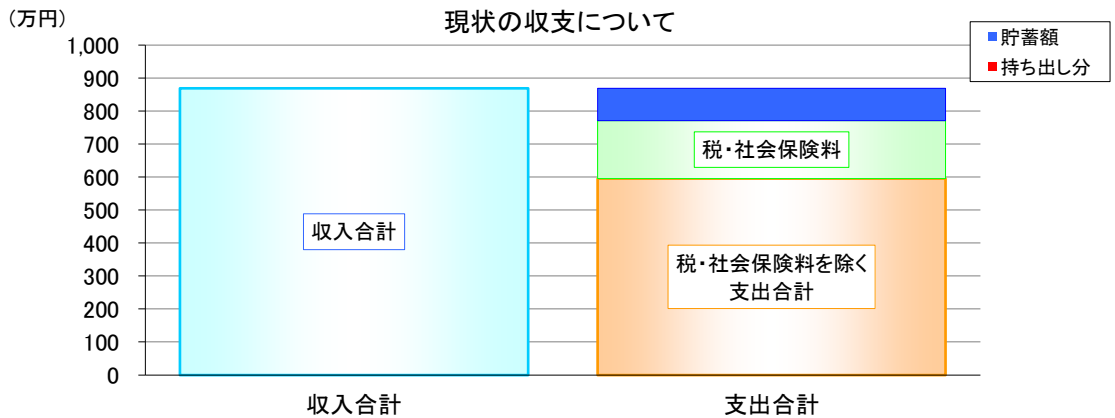 (万円)
現状の収支について
■貯蓄額
■持ち出し分
1,000
900
800
700
600
500
400
300
200
100
0
税・社会保険料
収入合計
税・社会保険料を除く
支出合計
収入合計
支出合計